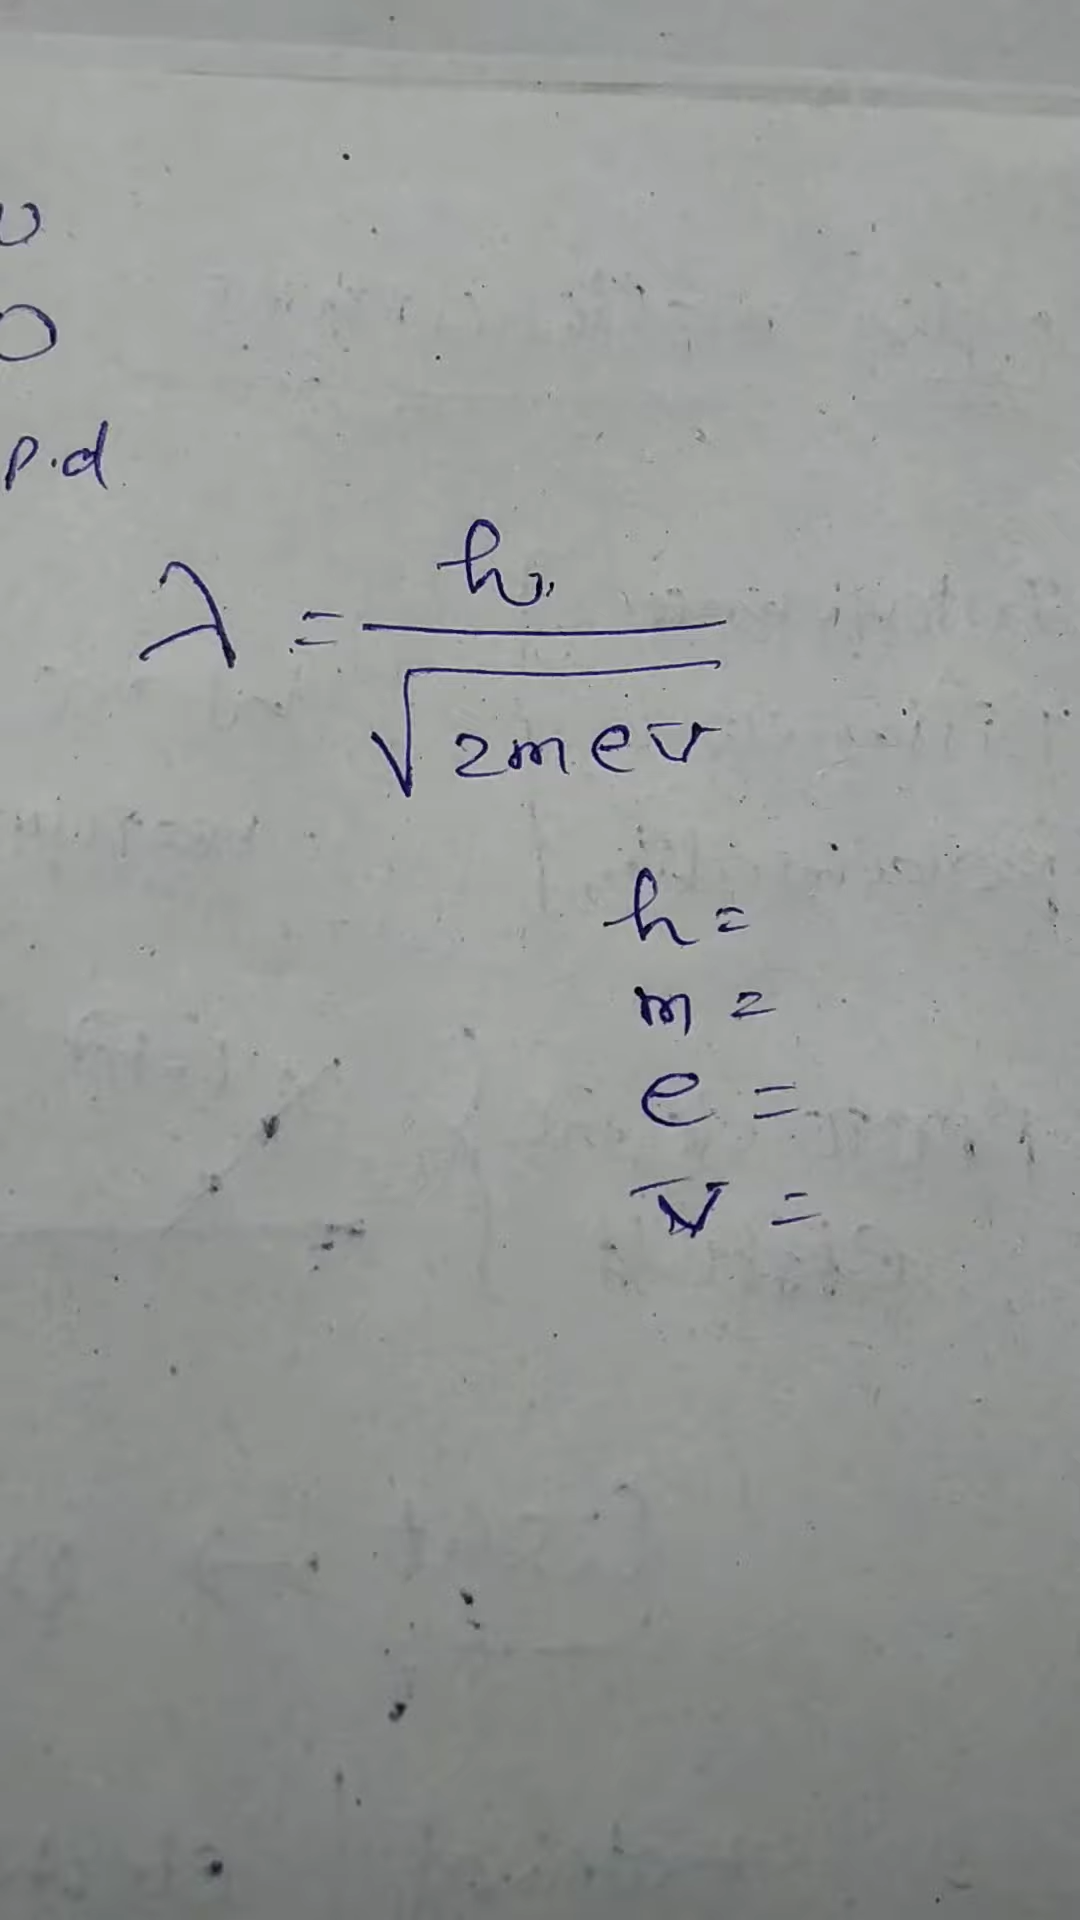 p.d
λ = h
√2meV
h =
m =
e =
V =